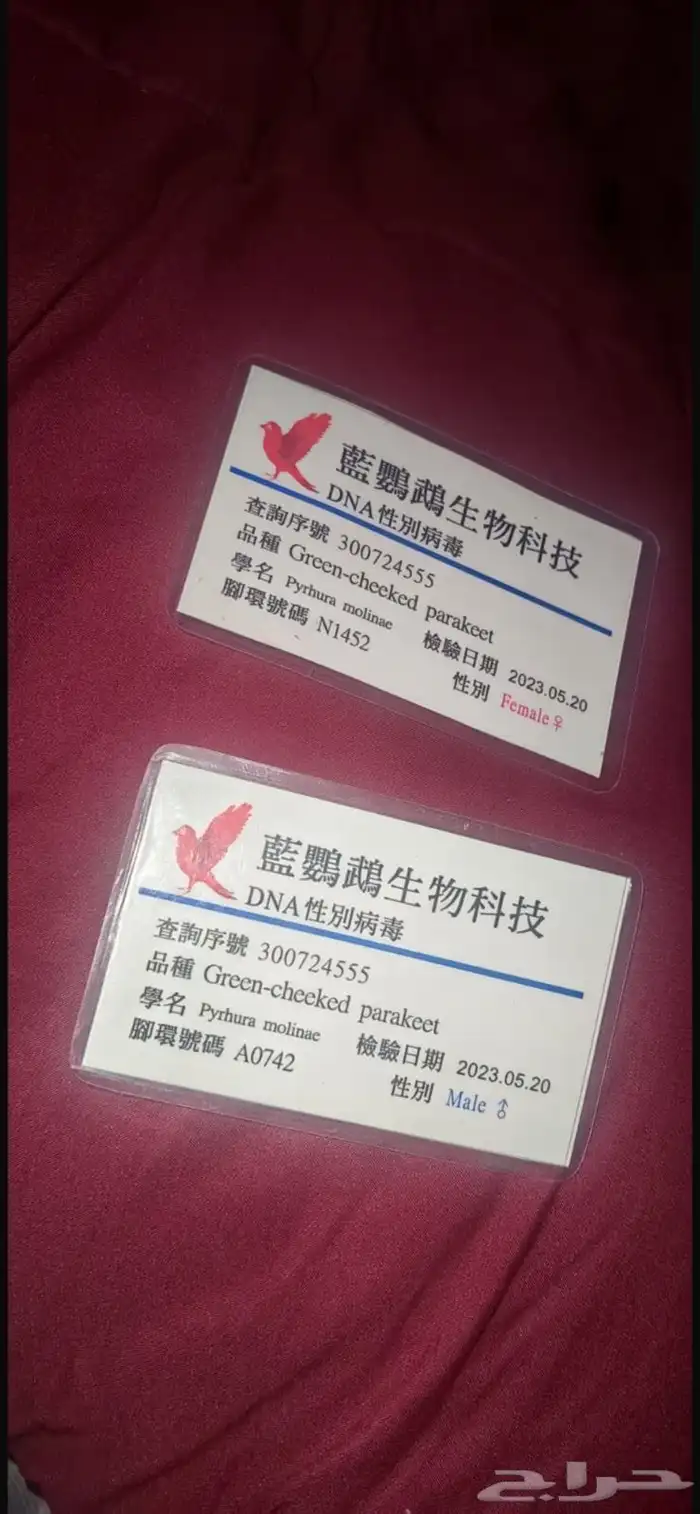 藍鸚鵡生物科技
DNA性別病毒
查詢序號 300724555
品種 Green-cheeked parakeet
學名 Pyrhura molinae 檢驗日期 2023.05.20
腳環號碼 N1452 性別 Female♀
藍鸚鵡生物科技
DNA性別病毒
查詢序號 300724555
品種 Green-cheeked parakeet
學名 Pyrhura molinae 檢驗日期 2023.05.20
腳環號碼 A0742 性別 Male ♂
حراج